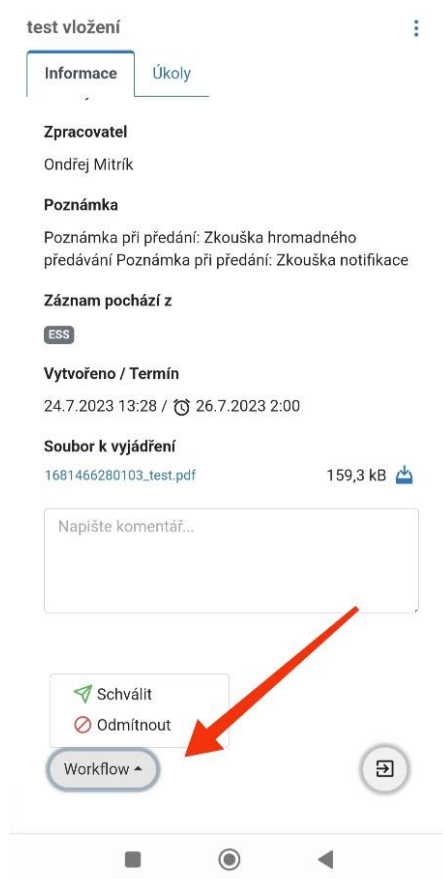 test vložení
Informace
Úkoly
Zpracovatel
Ondřej Mitrík
Poznámka
Poznámka při předání: Zkouška hromadného
předávání Poznámka při předání: Zkouška notifikace
Záznam pochází z
ESS
Vytvořeno / Termín
24.7.2023 13:28 / 26.7.2023 2:00
Soubor k vyjádření
1681466280103_test.pdf 159,3 kB
Napište komentář...
Schválit
Odmítnout
Workflow